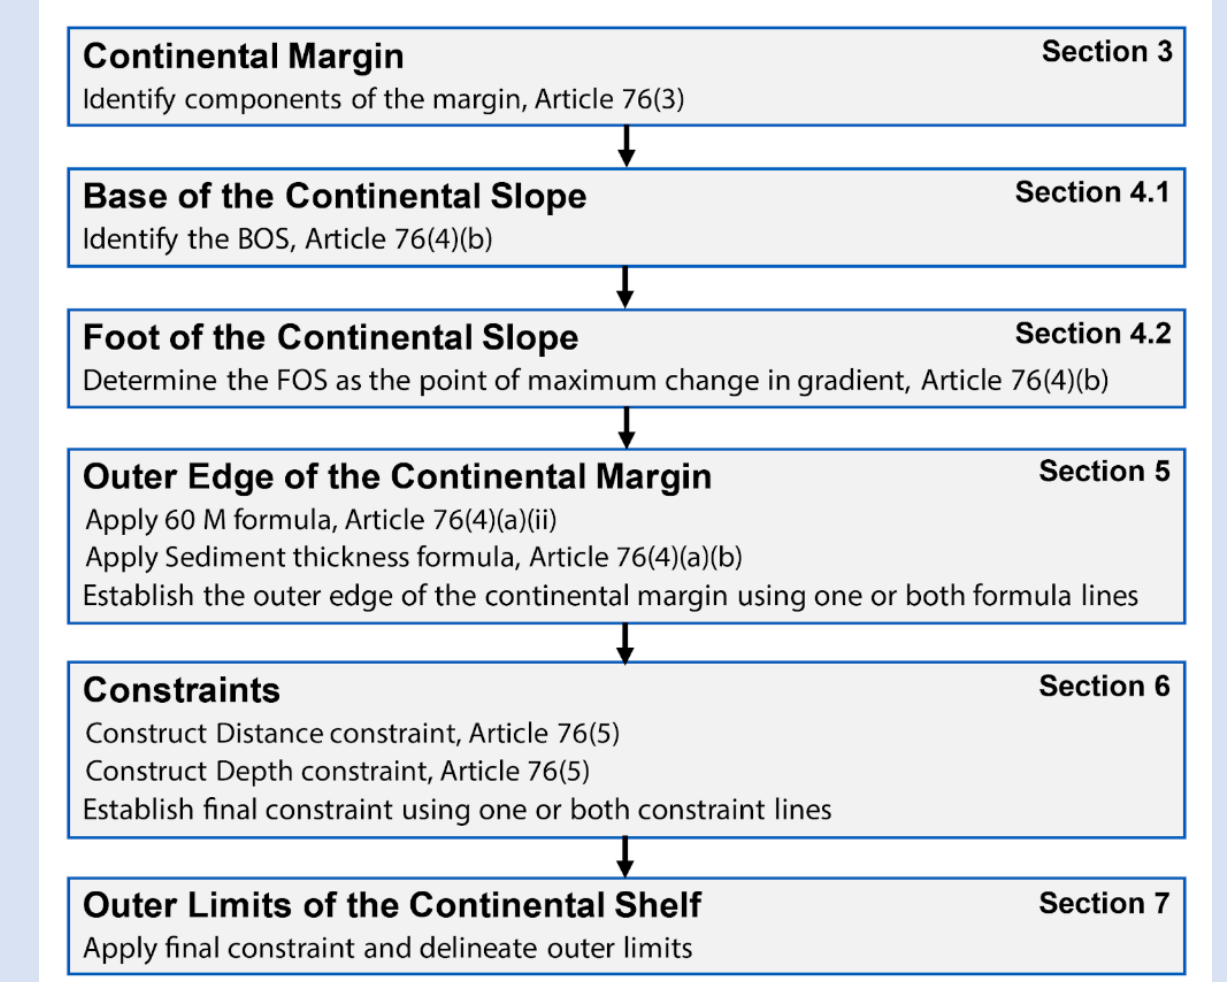 Continental Margin Section 3
Identify components of the margin, Article 76(3)
Base of the Continental Slope Section 4.1
Identify the BOS, Article 76(4)(b)
Foot of the Continental Slope Section 4.2
Determine the FOS as the point of maximum change in gradient, Article 76(4)(b)
Outer Edge of the Continental Margin Section 5
Apply 60 M formula, Article 76(4)(a)(ii)
Apply Sediment thickness formula, Article 76(4)(a)(b)
Establish the outer edge of the continental margin using one or both formula lines
Constraints Section 6
Construct Distance constraint, Article 76(5)
Construct Depth constraint, Article 76(5)
Establish final constraint using one or both constraint lines
Outer Limits of the Continental Shelf Section 7
Apply final constraint and delineate outer limits